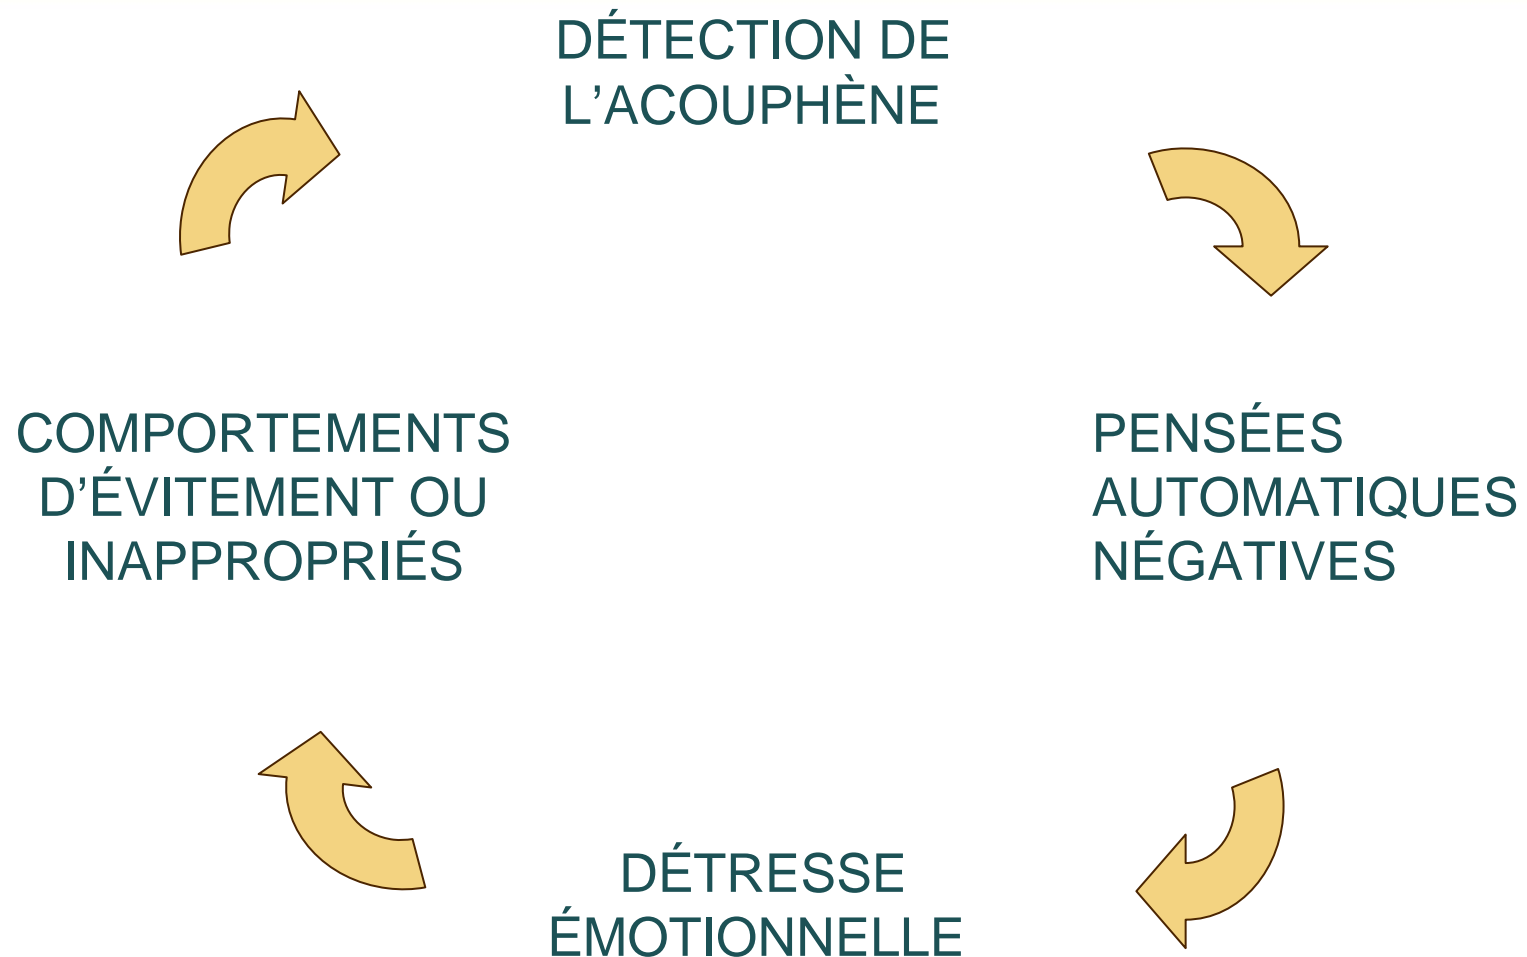 DÉTECTION DE
L’ACOUPHÈNE
PENSÉES
AUTOMATIQUES
NÉGATIVES
DÉTRESSE
ÉMOTIONNELLE
COMPORTEMENTS
D’ÉVITEMENT OU
INAPPROPRIÉS